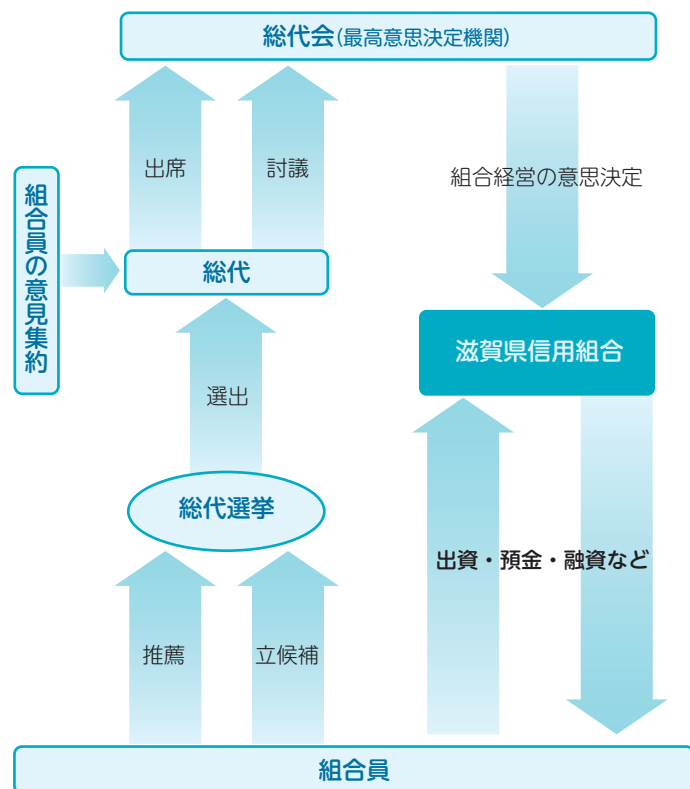 総代会(最高意思決定機関)
出席
討議
組合経営の意思決定
組合員の意見集約
総代
滋賀県信用組合
選出
総代選挙
出資・預金・融資など
推薦
立候補
組合員